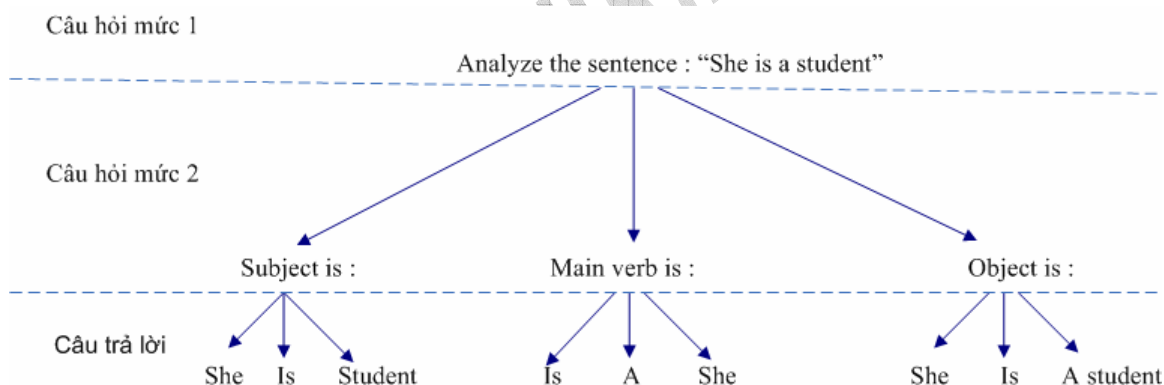 Câu hỏi mức 1
Analyze the sentence : “She is a student”
Câu hỏi mức 2
Subject is :
Main verb is :
Object is :
Câu trả lời
She Is Student Is A She She Is A student